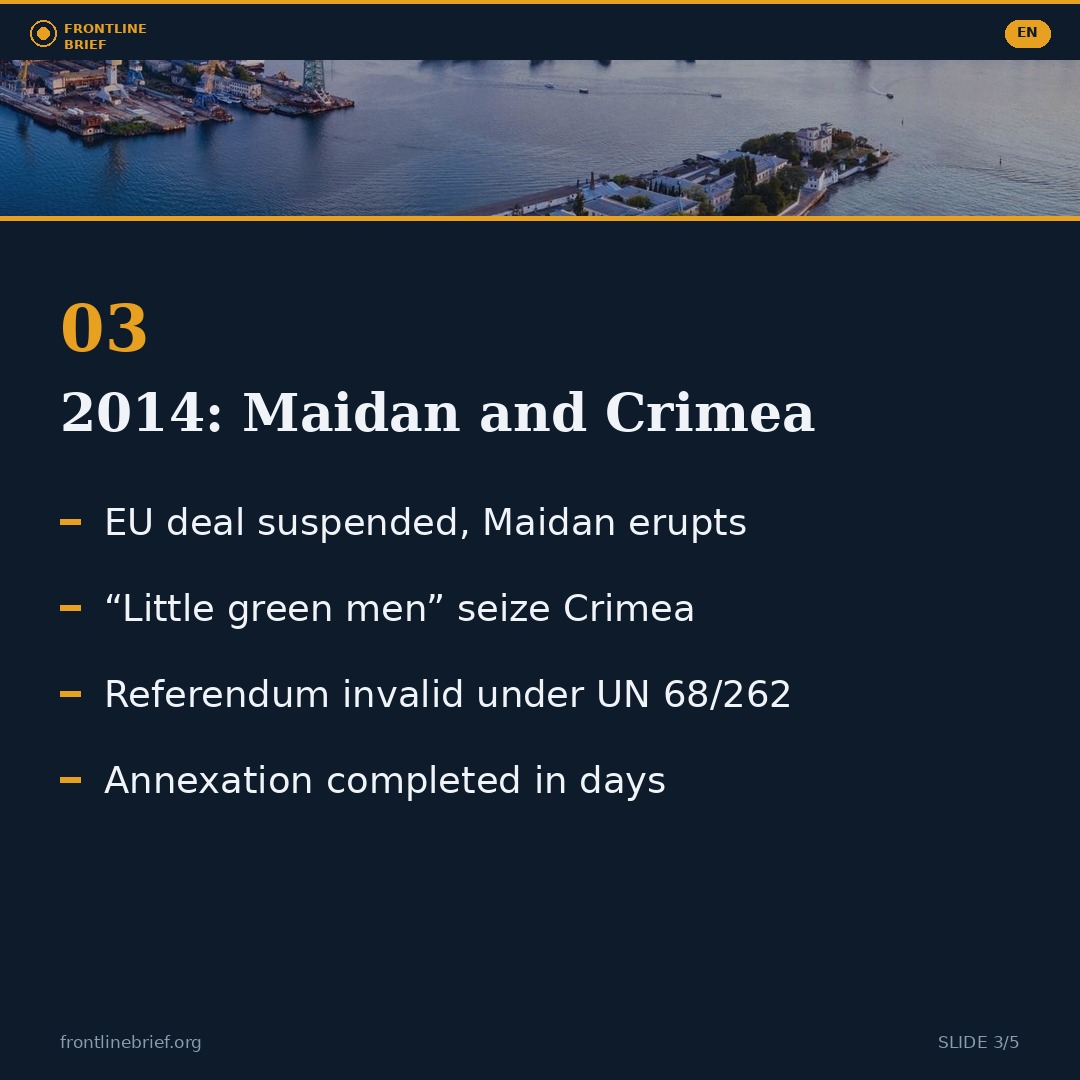 FRONTLINE
BRIEF
EN
03
2014: Maidan and Crimea
EU deal suspended, Maidan erupts
“Little green men” seize Crimea
Referendum invalid under UN 68/262
Annexation completed in days
frontlinebrief.org
SLIDE 3/5